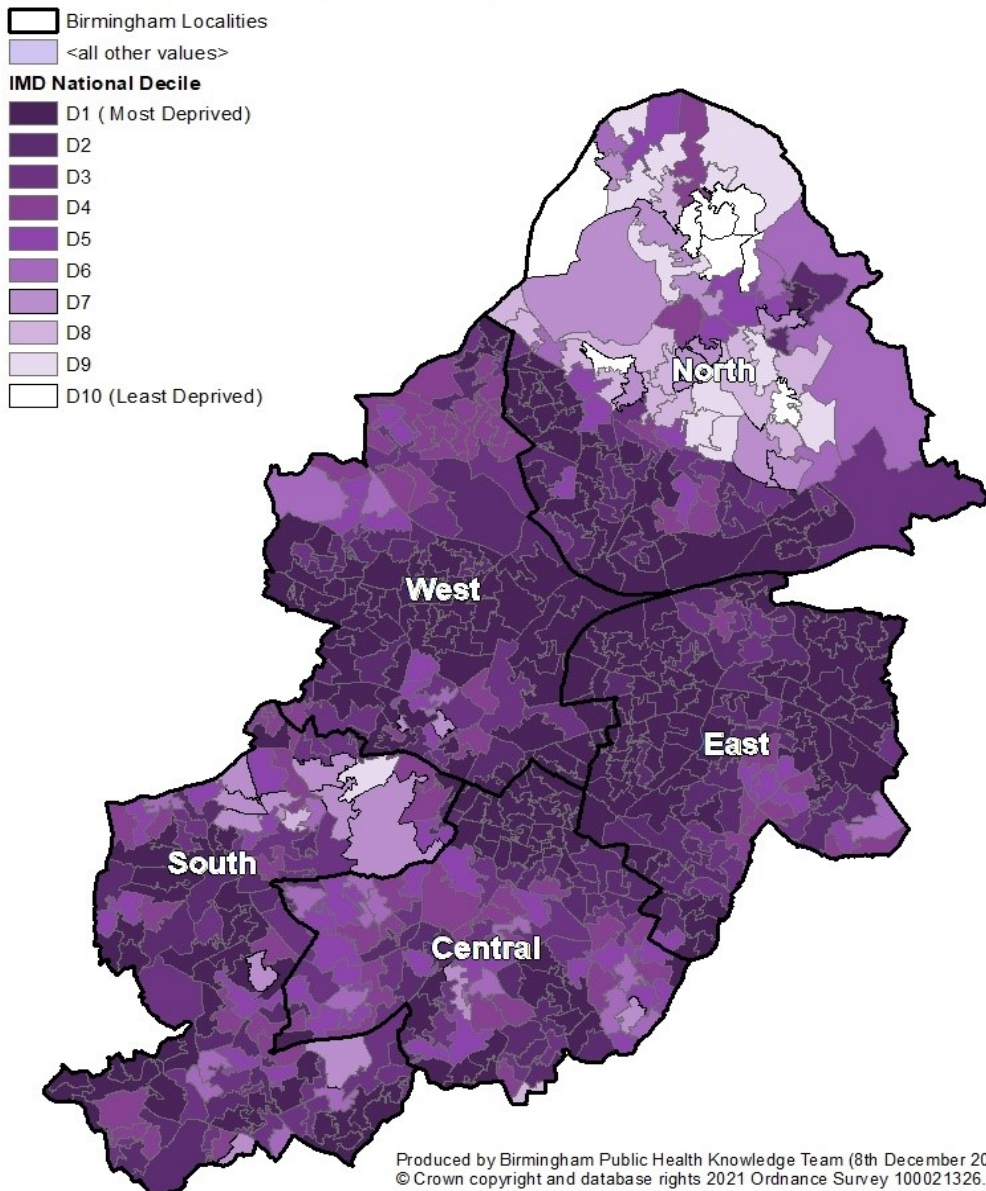 Birmingham Localities
<all other values>
IMD National Decile
D1 ( Most Deprived)
D2
D3
D4
D5
D6
D7
D8
D9
D10 (Least Deprived)
North
West
East
South
Central
Produced by Birmingham Public Health Knowledge Team (8th December 20
© Crown copyright and database rights 2021 Ordnance Survey 100021326.